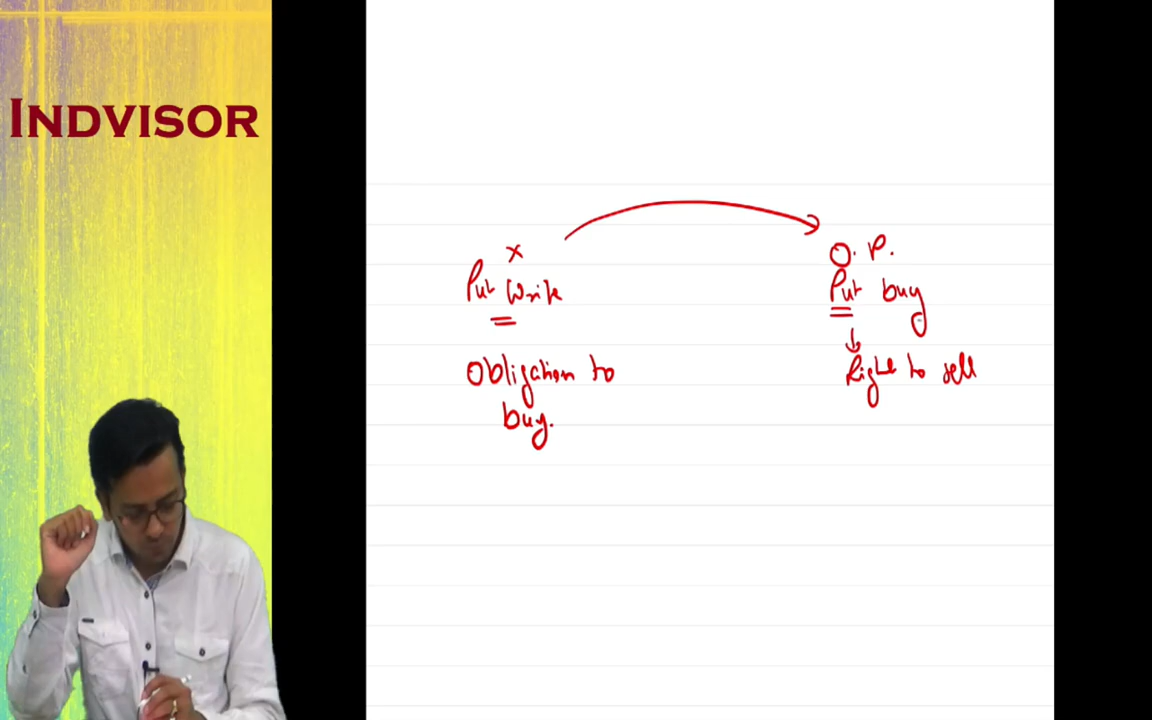 INDVISOR
x
O. P.
Put Write
Put buy
Obligation to
buy.
Right to sell